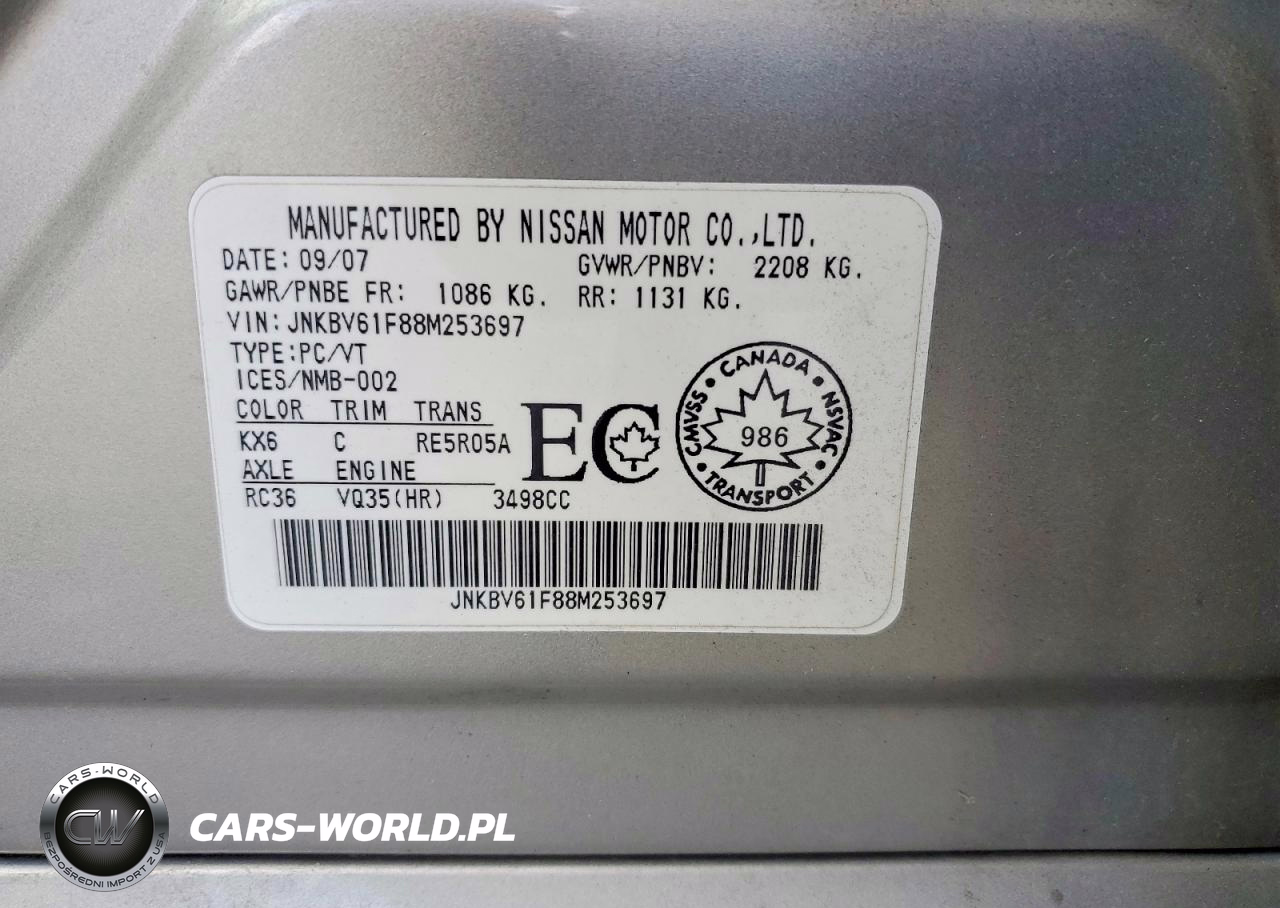 MANUFACTURED BY NISSAN MOTOR CO.,LTD.
DATE: 09/07 GVWR/PNBV: 2208 KG.
GAWR/PNBE FR: 1086 KG. RR: 1131 KG.
VIN: JNKBV61F88M253697
TYPE:PC/VT
ICES/NMB-002
COLOR TRIM TRANS
KX6 C RE5R05A
AXLE ENGINE
RC36 VQ35(HR) 3498CC
EC
CANADA
CMVSS
986
NSVAC
TRANSPORT
JNKBV61F88M253697
CARS-WORLD
CW
BEZPOŚREDNI IMPORT Z USA
CARS-WORLD.PL